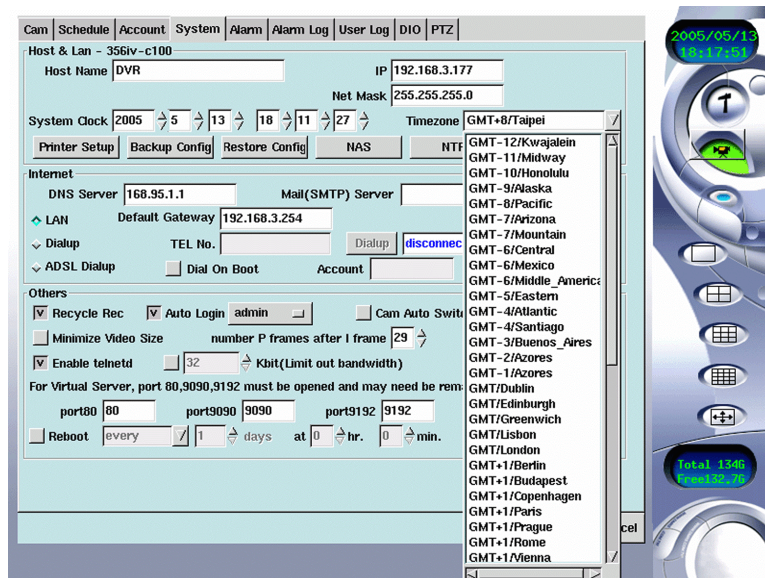 Cam Schedule Account System Alarm Alarm Log User Log DIO PTZ
2005/05/13
18:17:51
Host & Lan - 356iv-c100
Host Name DVR IP 192.168.3.177
Net Mask 255.255.255.0
System Clock 2005 5 13 18 11 27 Timezone GMT+8/Taipei
Printer Setup Backup Config Restore Config NAS NTP
GMT-12/Kwajalein
GMT-11/Midway
GMT-10/Honolulu
GMT-9/Alaska
GMT-8/Pacific
GMT-7/Arizona
GMT-7/Mountain
GMT-6/Central
GMT-6/Mexico
GMT-6/Middle_America
GMT-5/Eastern
GMT-4/Atlantic
GMT-4/Santiago
GMT-3/Buenos_Aires
GMT-2/Azores
GMT-1/Azores
GMT/Dublin
GMT/Edinburgh
GMT/Greenwich
GMT/Lisbon
GMT/London
GMT+1/Berlin
GMT+1/Budapest
GMT+1/Copenhagen
GMT+1/Paris
GMT+1/Prague
GMT+1/Rome
GMT+1/Vienna
Internet
DNS Server 168.95.1.1 Mail(SMTP) Server
LAN Default Gateway 192.168.3.254
Dialup TEL No. Dialup disconnec
ADSL Dialup Dial On Boot Account
Others
Recycle Rec Auto Login admin Cam Auto Swit
Minimize Video Size number P frames after I frame 29
Enable telnetd 32 Kbit(Limit out bandwidth)
For Virtual Server, port 80,9090,9192 must be opened and may need be rem
port80 80 port9090 9090 port9192 9192
Reboot every 1 days at 0 hr. 0 min.
Total 134G
Free132.7G
cel